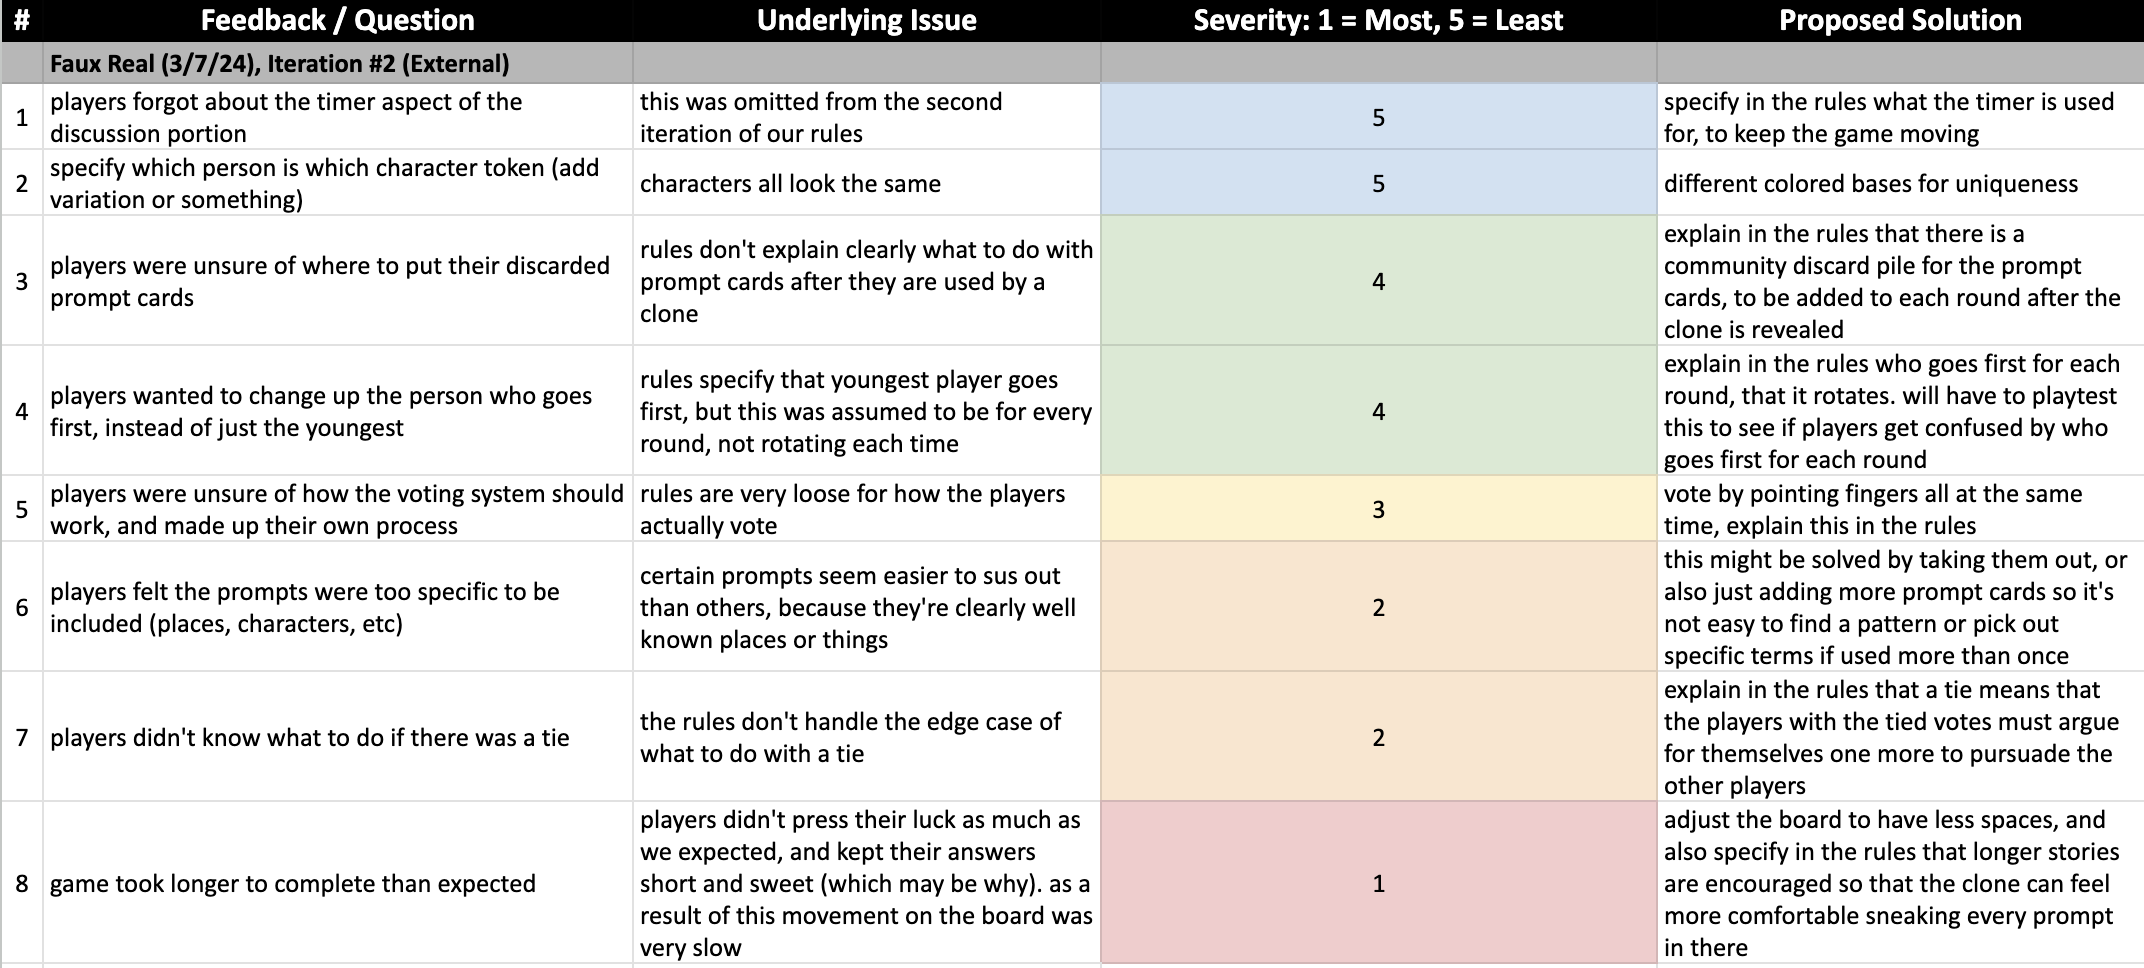 # Feedback / Question Underlying Issue Severity: 1 = Most, 5 = Least Proposed Solution
Faux Real (3/7/24), Iteration #2 (External)
1
players forgot about the timer aspect of the
discussion portion
this was omitted from the second
iteration of our rules
5
specify in the rules what the timer is used
for, to keep the game moving
2
specify which person is which character token (add
variation or something)
characters all look the same
5
different colored bases for uniqueness
3
players were unsure of where to put their discarded
prompt cards
rules don't explain clearly what to do with
prompt cards after they are used by a
clone
4
explain in the rules that there is a
community discard pile for the prompt
cards, to be added to each round after the
clone is revealed
4
players wanted to change up the person who goes
first, instead of just the youngest
rules specify that youngest player goes
first, but this was assumed to be for every
round, not rotating each time
4
explain in the rules who goes first for each
round, that it rotates. will have to playtest
this to see if players get confused by who
goes first for each round
5
players were unsure of how the voting system should
work, and made up their own process
rules are very loose for how the players
actually vote
3
vote by pointing fingers all at the same
time, explain this in the rules
6
players felt the prompts were too specific to be
included (places, characters, etc)
certain prompts seem easier to sus out
than others, because they're clearly well
known places or things
2
this might be solved by taking them out, or
also just adding more prompt cards so it's
not easy to find a pattern or pick out
specific terms if used more than once
7
players didn't know what to do if there was a tie
the rules don't handle the edge case of
what to do with a tie
2
explain in the rules that a tie means that
the players with the tied votes must argue
for themselves one more to pursuade the
other players
8
game took longer to complete than expected
players didn't press their luck as much as
we expected, and kept their answers
short and sweet (which may be why). as a
result of this movement on the board was
very slow
1
adjust the board to have less spaces, and
also specify in the rules that longer stories
are encouraged so that the clone can feel
more comfortable sneaking every prompt
in there